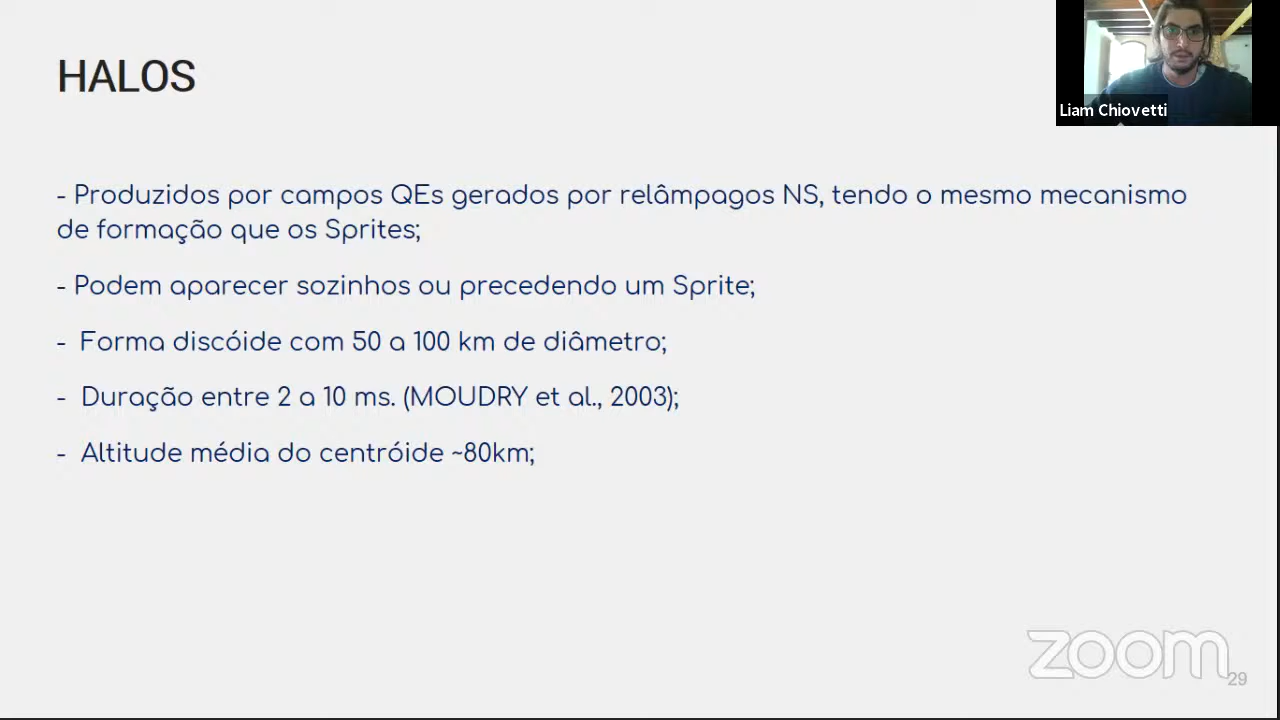 HALOS
Liam Chiovetti
- Produzidos por campos QEs gerados por relâmpagos NS, tendo o mesmo mecanismo
de formação que os Sprites;
- Podem aparecer sozinhos ou precedendo um Sprite;
- Forma discóide com 50 a 100 km de diâmetro;
- Duração entre 2 a 10 ms. (MOUDRY et al., 2003);
- Altitude média do centróide ~80km;
zoom
29